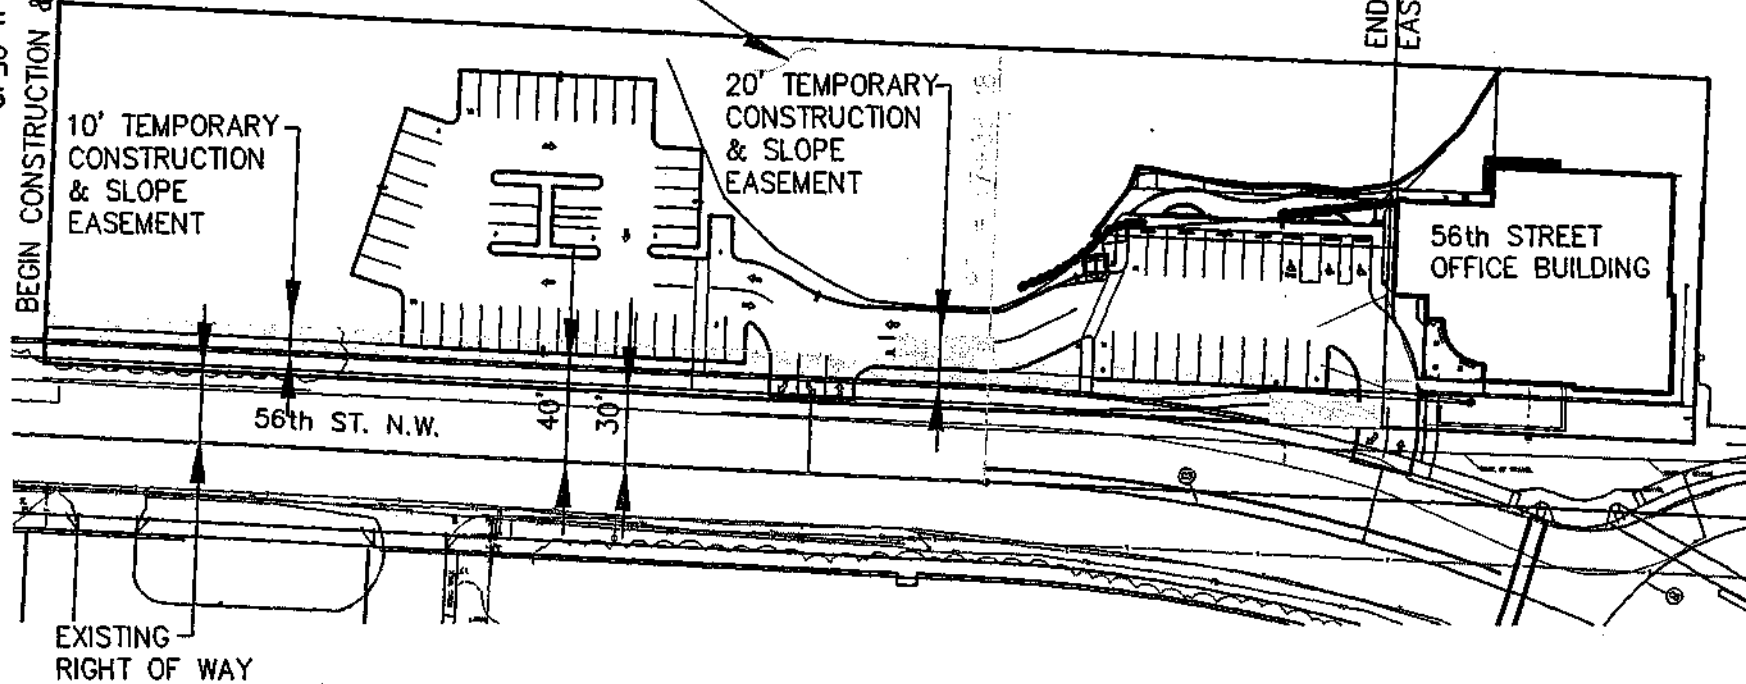 BEGIN CONSTRUCTION &
10' TEMPORARY
CONSTRUCTION
& SLOPE
EASEMENT
20' TEMPORARY
CONSTRUCTION
& SLOPE
EASEMENT
END
EAS
56th STREET
OFFICE BUILDING
56th ST. N.W.
40'
30'
EXISTING
RIGHT OF WAY